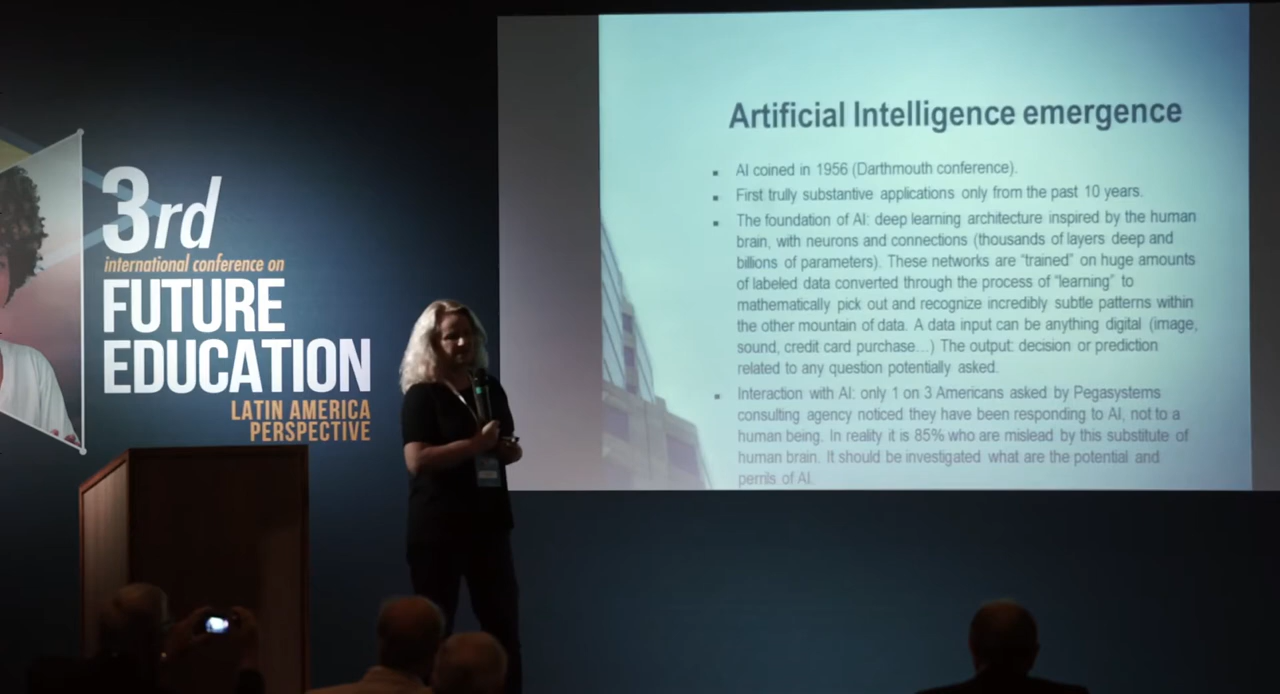 3rd
international conference on
FUTURE
EDUCATION
LATIN AMERICA
PERSPECTIVE
Artificial Intelligence emergence
▪ AI coined in 1956 (Darthmouth conference).
▪ First trully substantive applications only from the past 10 years.
▪ The foundation of AI: deep learning architecture inspired by the human
brain, with neurons and connections (thousands of layers deep and
billions of parameters). These networks are “trained” on huge amounts
of labeled data converted through the process of “learning” to
mathematically pick out and recognize incredibly subtle patterns within
the other mountain of data. A data input can be anything digital (image,
sound, credit card purchase...) The output: decision or prediction
related to any question potentially asked.
▪ Interaction with AI: only 1 on 3 Americans asked by Pegasystems
consulting agency noticed they have been responding to AI, not to a
human being. In reality it is 85% who are mislead by this substitute of
human brain. It should be investigated what are the potential and
perrils of AI.